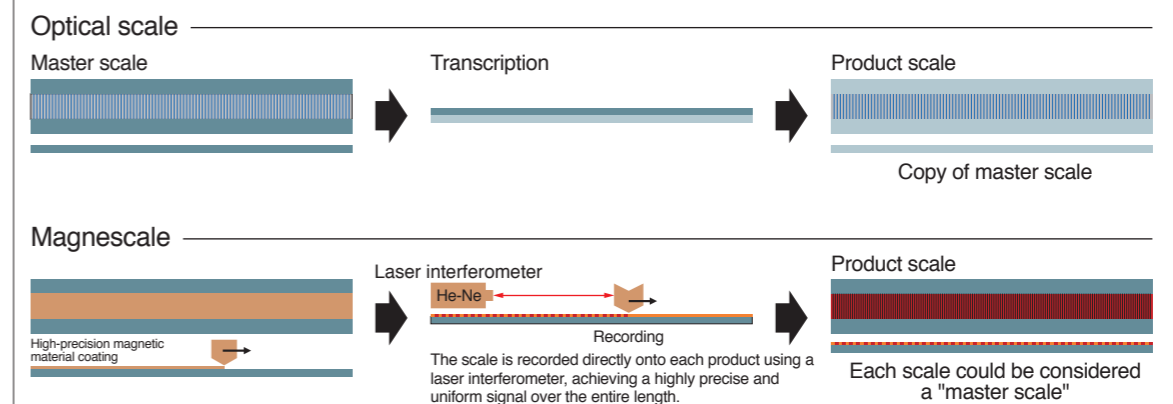 Optical scale
Master scale
Transcription
Product scale
Copy of master scale
Magnescale
High-precision magnetic
material coating
Laser interferometer
He-Ne
Recording
The scale is recorded directly onto each product using a
laser interferometer, achieving a highly precise and
uniform signal over the entire length.
Product scale
Each scale could be considered
a "master scale"